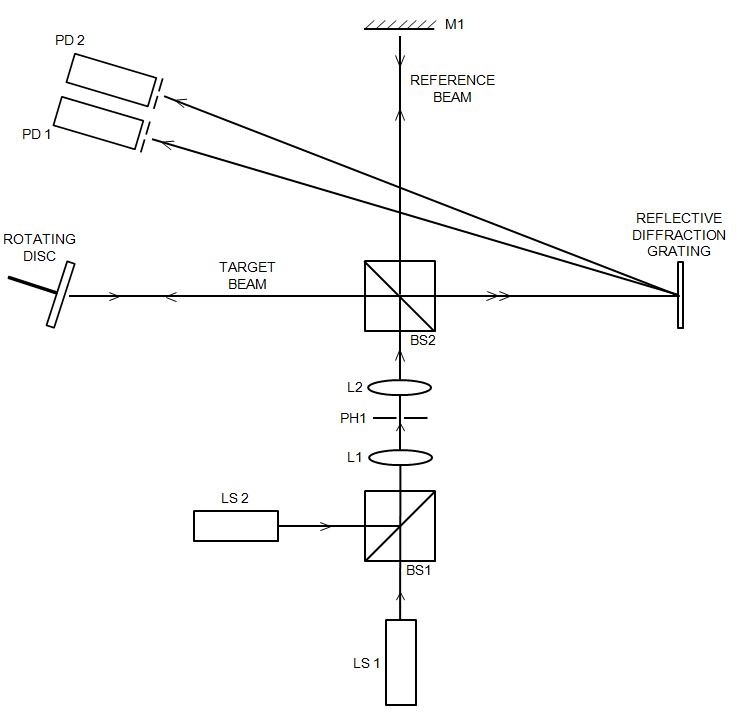 M1
PD 2
REFERENCE
BEAM
PD 1
REFLECTIVE
DIFFRACTION
GRATING
ROTATING
DISC
TARGET
BEAM
BS2
L2
PH1
L1
LS 2
BS1
LS 1